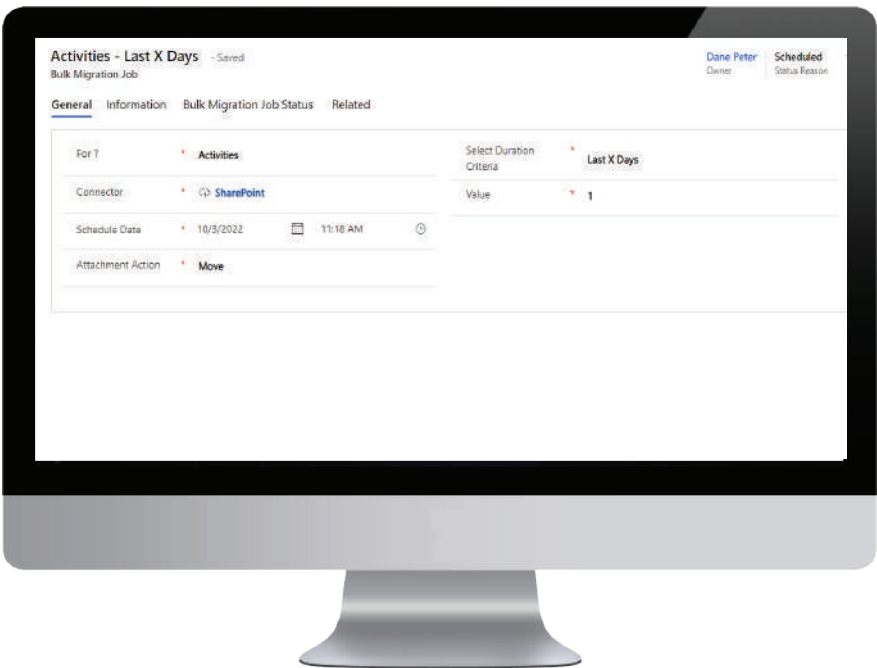 Activities - Last X Days - Saved
Bulk Migration Job
Dane Peter
Owner
Scheduled
Status Reason
General Information Bulk Migration Job Status Related
For ? * Activities
Connector * SharePoint
Schedule Date * 10/3/2022 11:18 AM
Attachment Action * Move
Select Duration
Criteria * Last X Days
Value * 1